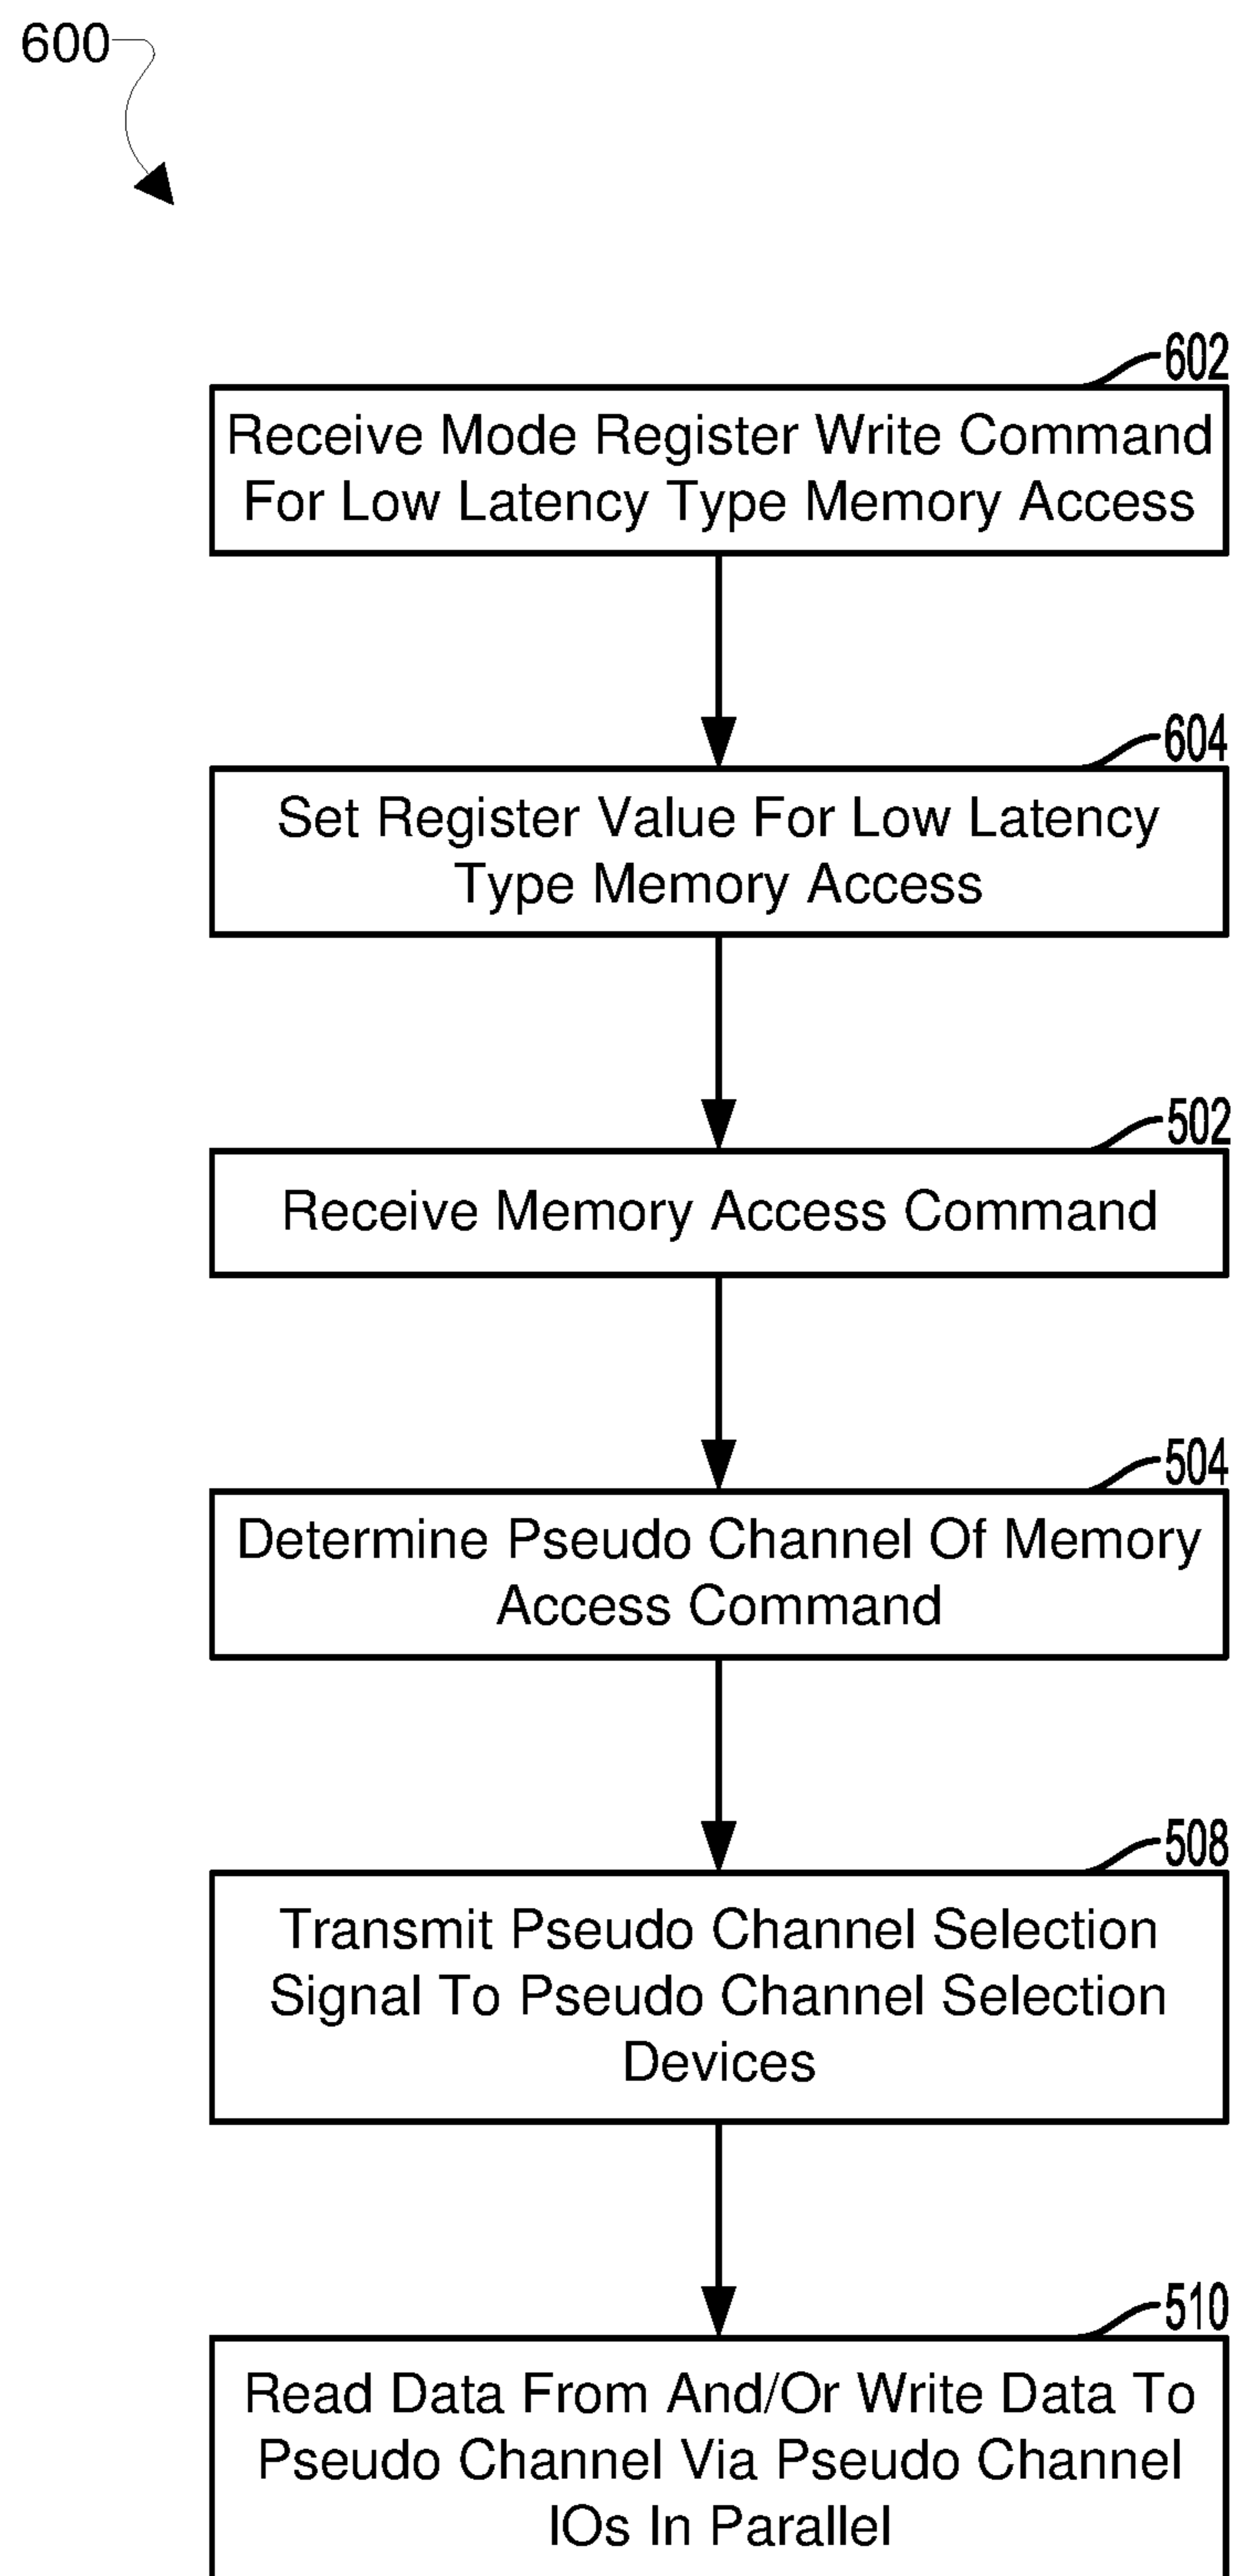 600
602
Receive Mode Register Write Command
For Low Latency Type Memory Access
604
Set Register Value For Low Latency
Type Memory Access
502
Receive Memory Access Command
504
Determine Pseudo Channel Of Memory
Access Command
508
Transmit Pseudo Channel Selection
Signal To Pseudo Channel Selection
Devices
510
Read Data From And/Or Write Data To
Pseudo Channel Via Pseudo Channel
IOs In Parallel